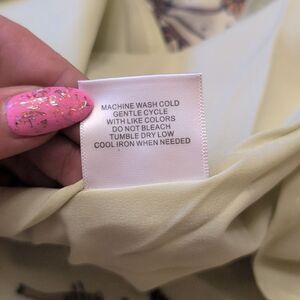 MACHINE WASH COLD
GENTLE CYCLE
WITH LIKE COLORS
DO NOT BLEACH
TUMBLE DRY LOW
COOL IRON WHEN NEEDED